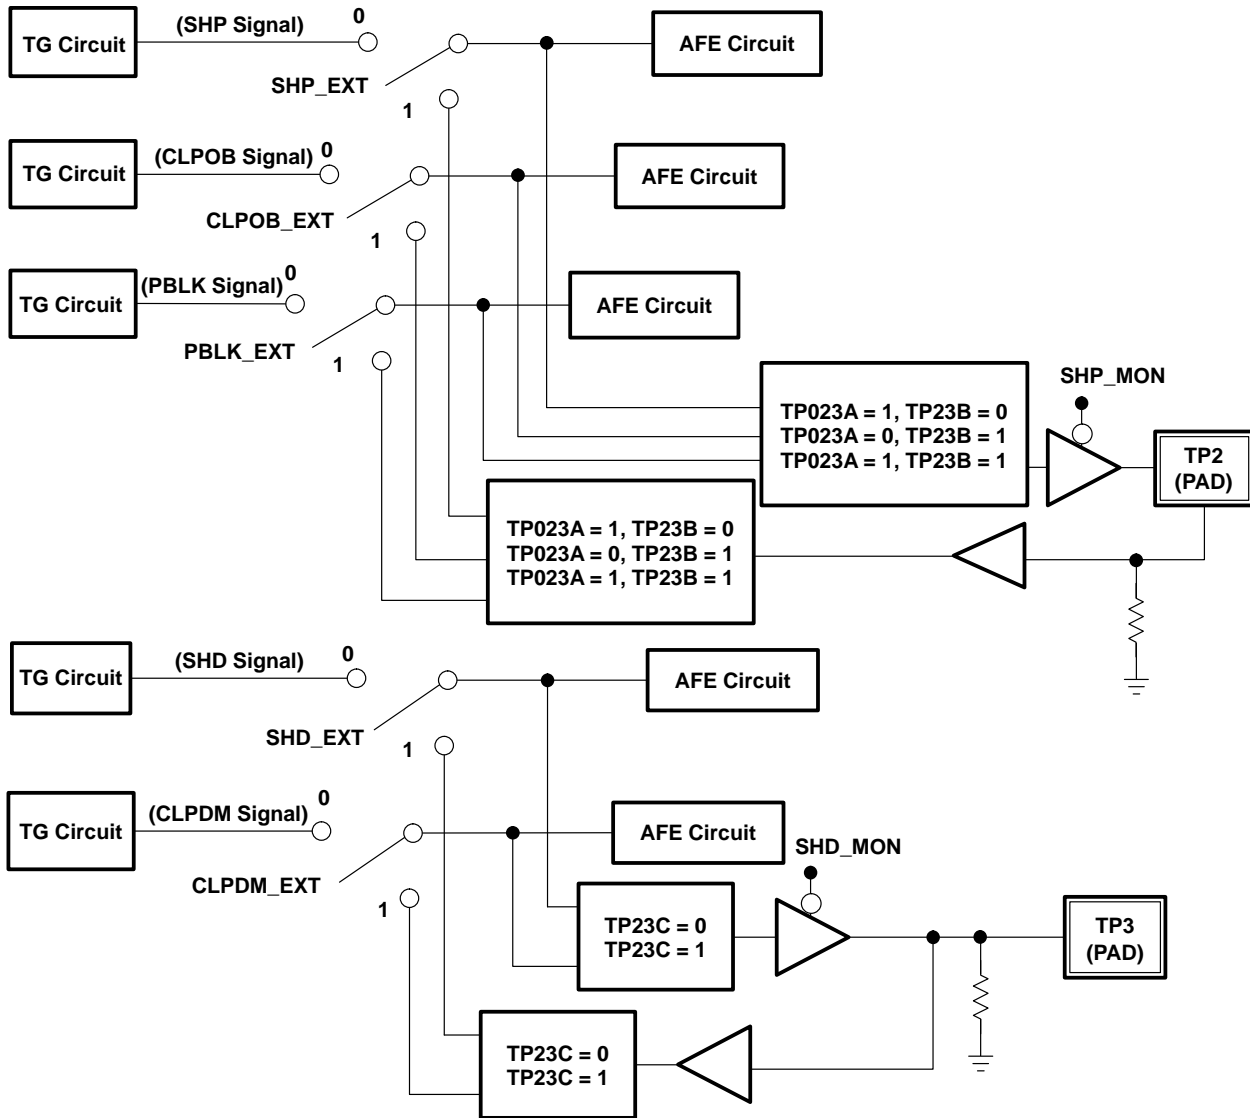 TG Circuit
(SHP Signal)
0
AFE Circuit
SHP_EXT
1
TG Circuit
(CLPOB Signal)
0
AFE Circuit
CLPOB_EXT
1
TG Circuit
(PBLK Signal)
0
AFE Circuit
PBLK_EXT
1
SHP_MON
TP023A = 1, TP23B = 0
TP023A = 0, TP23B = 1
TP023A = 1, TP23B = 1
TP2
(PAD)
TP023A = 1, TP23B = 0
TP023A = 0, TP23B = 1
TP023A = 1, TP23B = 1
TG Circuit
(SHD Signal)
0
AFE Circuit
SHD_EXT
1
TG Circuit
(CLPDM Signal)
0
AFE Circuit
CLPDM_EXT
1
SHD_MON
TP23C = 0
TP23C = 1
TP3
(PAD)
TP23C = 0
TP23C = 1